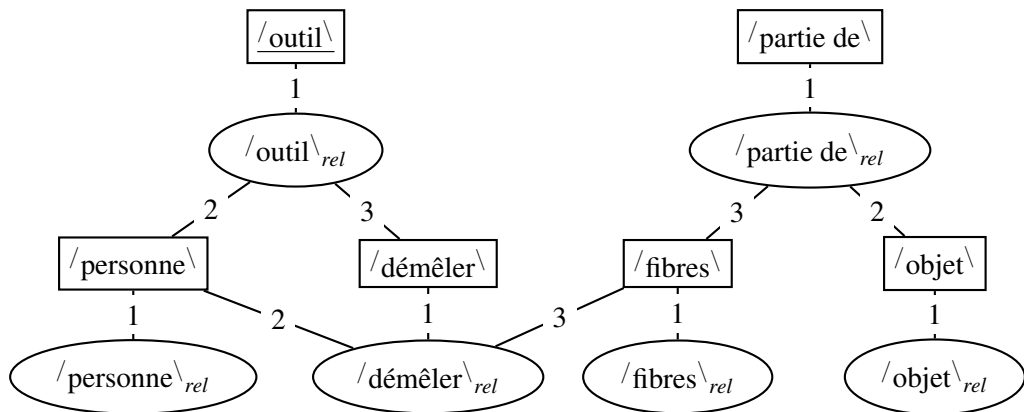 /outil\ /partie de\
1 1
/outil\rel /partie de\rel
2 3 3 2
/personne\ /démêler\ /fibres\ /objet\
1 2 1 3 1 1
/personne\rel /démêler\rel /fibres\rel /objet\rel